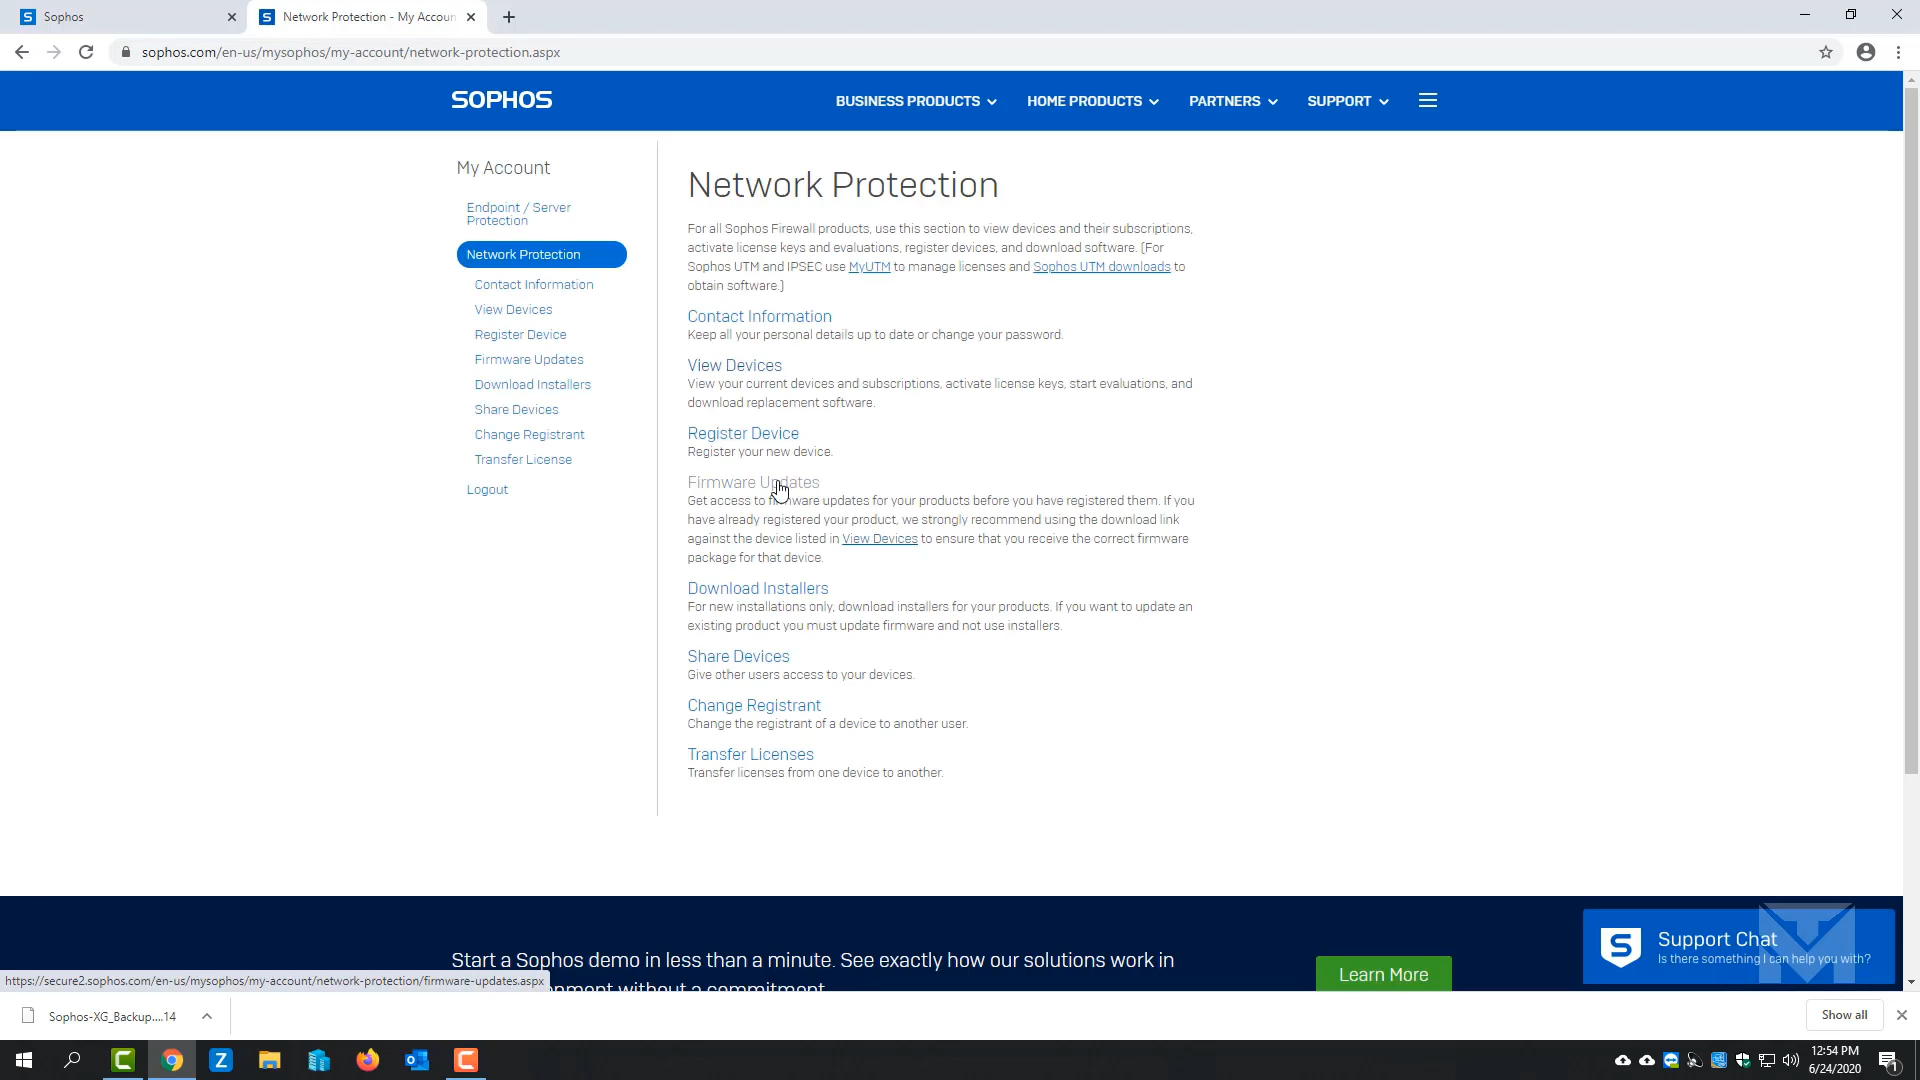 Sophos
Network Protection - My Accoun
sophos.com/en-us/mysophos/my-account/network-protection.aspx
SOPHOS
BUSINESS PRODUCTS
HOME PRODUCTS
PARTNERS
SUPPORT
My Account
Endpoint / Server
Protection
Network Protection
Contact Information
View Devices
Register Device
Firmware Updates
Download Installers
Share Devices
Change Registrant
Transfer License
Logout
Network Protection
For all Sophos Firewall products, use this section to view devices and their subscriptions,
activate license keys and evaluations, register devices, and download software. (For
Sophos UTM and IPSEC use MyUTM to manage licenses and Sophos UTM downloads to
obtain software.)
Contact Information
Keep all your personal details up to date or change your password.
View Devices
View your current devices and subscriptions, activate license keys, start evaluations, and
download replacement software.
Register Device
Register your new device.
Firmware Updates
Get access to firmware updates for your products before you have registered them. If you
have already registered your product, we strongly recommend using the download link
against the device listed in View Devices to ensure that you receive the correct firmware
package for that device.
Download Installers
For new installations only, download installers for your products. If you want to update an
existing product you must update firmware and not use installers.
Share Devices
Give other users access to your devices.
Change Registrant
Change the registrant of a device to another user.
Transfer Licenses
Transfer licenses from one device to another.
Start a Sophos demo in less than a minute. See exactly how our solutions work in
onment without a commitment
Learn More
Support Chat
Is there something I can help you with?
https://secure2.sophos.com/en-us/mysophos/my-account/network-protection/firmware-updates.aspx
Sophos-XG_Backup....14
Show all
12:54 PM
6/24/2020
1